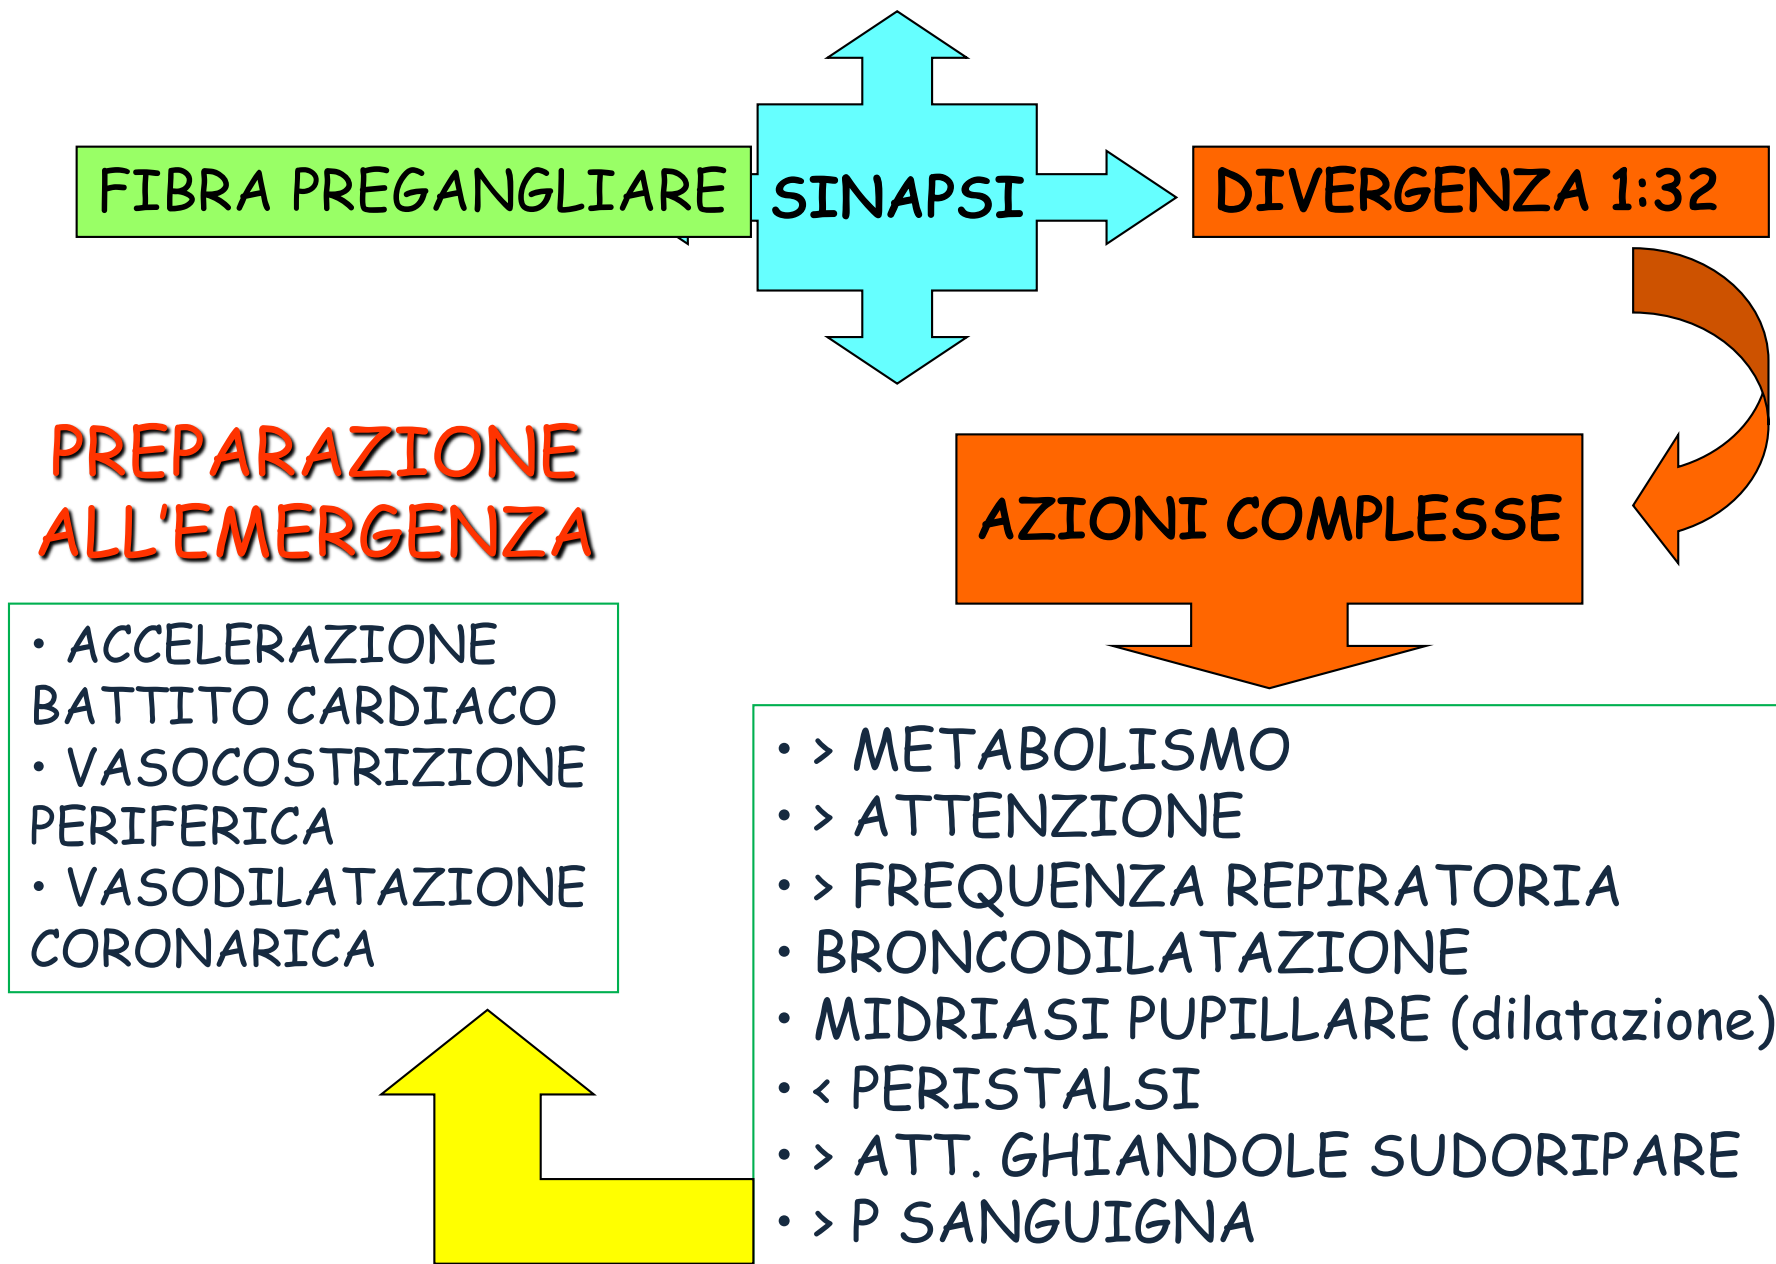 FIBRA PREGANGLIARE
SINAPSI
DIVERGENZA 1:32
AZIONI COMPLESSE
• > METABOLISMO
• > ATTENZIONE
• > FREQUENZA REPIRATORIA
• BRONCODILATAZIONE
• MIDRIASI PUPILLARE (dilatazione)
• < PERISTALSI
• > ATT. GHIANDOLE SUDORIPARE
• > P SANGUIGNA
PREPARAZIONE
ALL’EMERGENZA
• ACCELERAZIONE
BATTITO CARDIACO
• VASOCOSTRIZIONE
PERIFERICA
• VASODILATAZIONE
CORONARICA